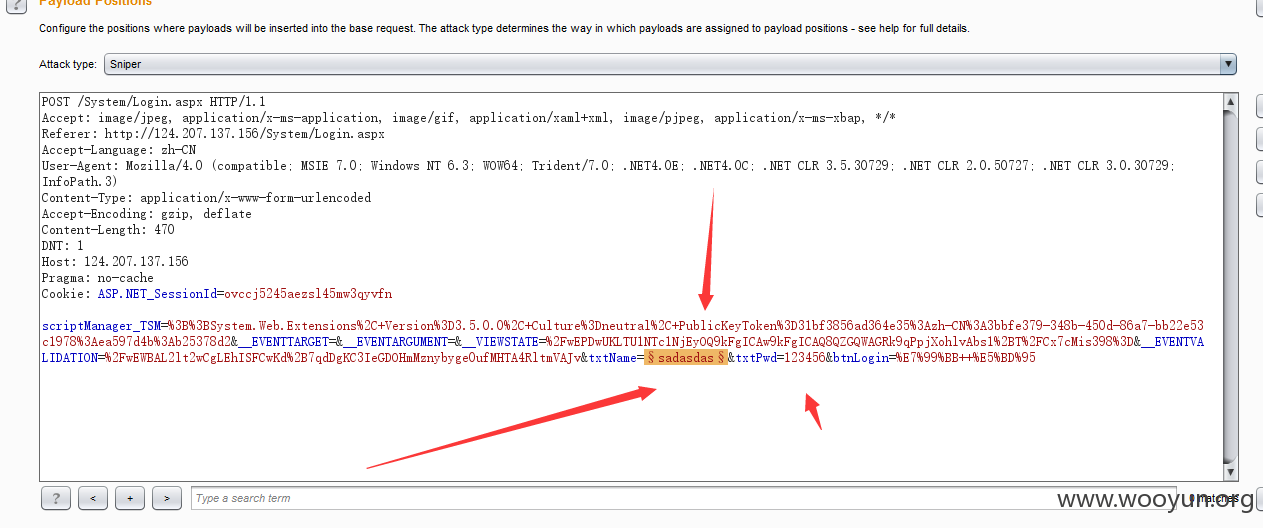 ?
Payload Positions
Configure the positions where payloads will be inserted into the base request. The attack type determines the way in which payloads are assigned to payload positions - see help for full details.
Attack type: Sniper
POST /System/Login.aspx HTTP/1.1
Accept: image/jpeg, application/x-ms-application, image/gif, application/xaml+xml, image/pjpeg, application/x-ms-xbap, */*
Referer: http://124.207.137.156/System/Login.aspx
Accept-Language: zh-CN
User-Agent: Mozilla/4.0 (compatible; MSIE 7.0; Windows NT 6.3; WOW64; Trident/7.0; .NET4.0E; .NET4.0C; .NET CLR 3.5.30729; .NET CLR 2.0.50727; .NET CLR 3.0.30729;
InfoPath.3)
Content-Type: application/x-www-form-urlencoded
Accept-Encoding: gzip, deflate
Content-Length: 470
DNT: 1
Host: 124.207.137.156
Pragma: no-cache
Cookie: ASP.NET_SessionId=ovccj5245aezsl45mw3qyvfn
scriptManager_TSM=%3B%3BSystem.Web.Extensions%2C+Version%3D3.5.0.0%2C+Culture%3Dneutral%2C+PublicKeyToken%3D31bf3856ad364e35%3Azh-CN%3A3bbfe379-348b-450d-86a7-bb22e53
c1978%3Aea597d4b%3Ab25378d2&__EVENTTARGET=&__EVENTARGUMENT=&__VIEWSTATE=%2FwEPDwUKLTU1NTc1NjEyOQ9kFgICAw9kFgICAQ8QZGQWAGRk9qPpjXohlvAbs1%2BT%2FCx7cMis398%3D&__EVENTVA
LIDATION=%2FwEWBAL2lt2wCgLEhISFCwKd%2B7qdDgKC3IeGDOHmMznybygeOufMHTA4RltmVAJv&txtName=§sadasdas§&txtPwd=123456&btnLogin=%E7%99%BB++%E5%BD%95
? < + > Type a search term
0 matches
www.wooyun.org